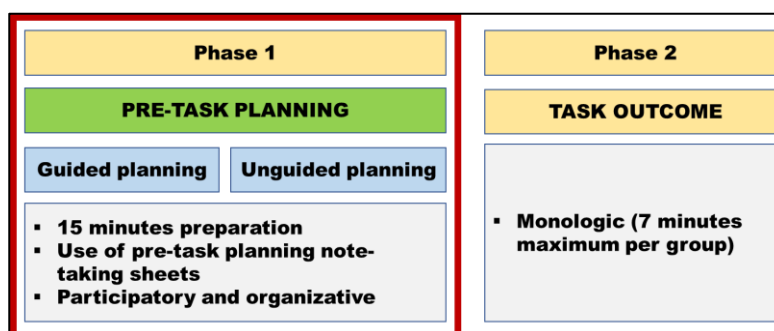 Phase 1
PRE-TASK PLANNING
Guided planning
Unguided planning
▪ 15 minutes preparation
▪ Use of pre-task planning note-
taking sheets
▪ Participatory and organizative
Phase 2
TASK OUTCOME
▪ Monologic (7 minutes
maximum per group)